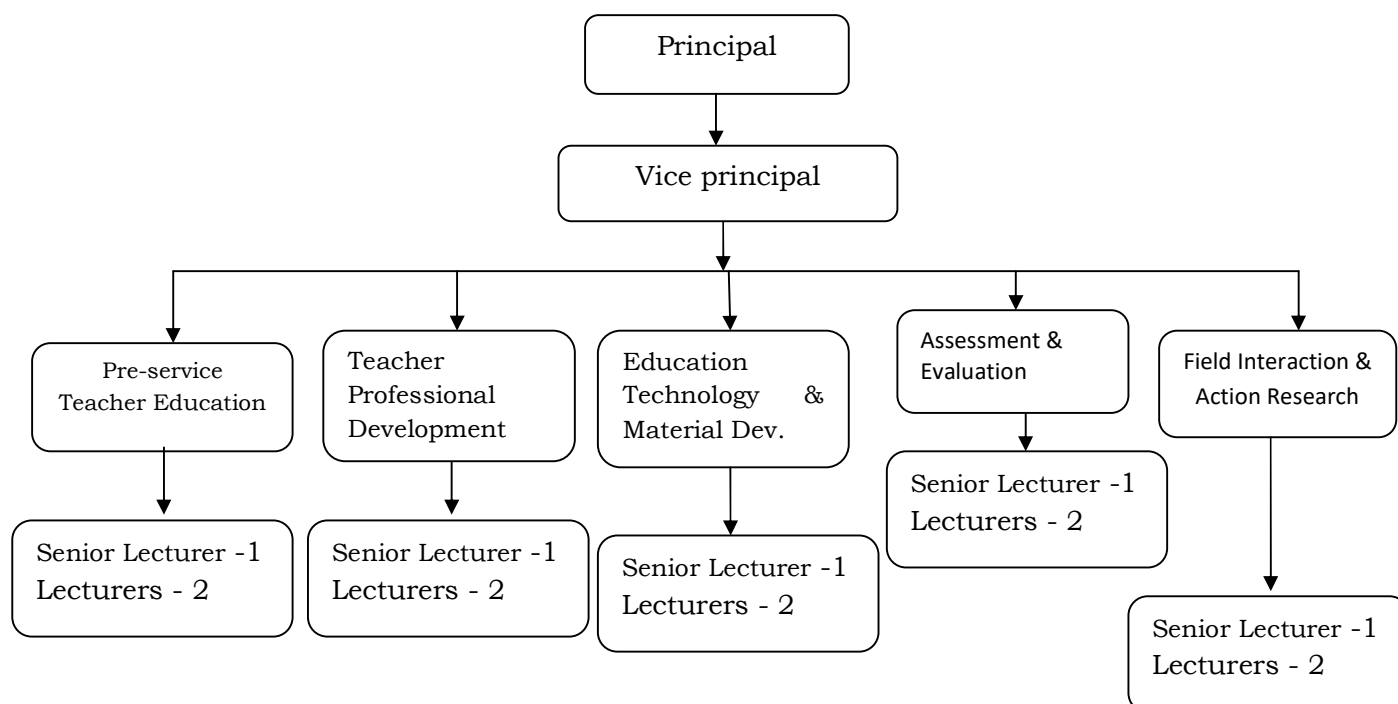 Principal
Vice principal
Pre-service
Teacher Education
Teacher
Professional
Development
Education
Technology &
Material Dev.
Assessment &
Evaluation
Field Interaction &
Action Research
Senior Lecturer -1
Lecturers - 2
Senior Lecturer -1
Lecturers - 2
Senior Lecturer -1
Lecturers - 2
Senior Lecturer -1
Lecturers - 2
Senior Lecturer -1
Lecturers - 2